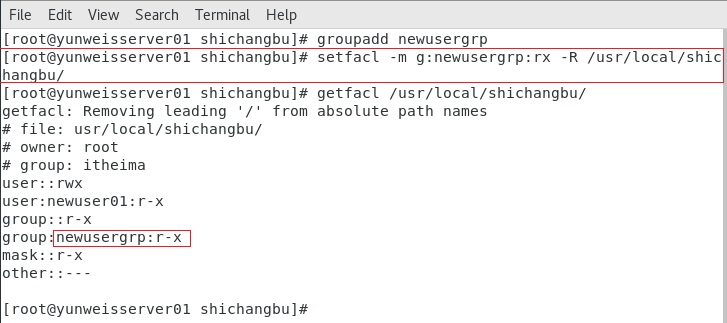 File Edit View Search Terminal Help
[root@yunweisserver01 shichangbu]# groupadd newusergrp
[root@yunweisserver01 shichangbu]# setfacl -m g:newusergrp:rx -R /usr/local/shic
hangbu/
[root@yunweisserver01 shichangbu]# getfacl /usr/local/shichangbu/
getfacl: Removing leading '/' from absolute path names
# file: usr/local/shichangbu/
# owner: root
# group: itheima
user::rwx
user:newuser01:r-x
group::r-x
group:newusergrp:r-x
mask::r-x
other::---
[root@yunweisserver01 shichangbu]#